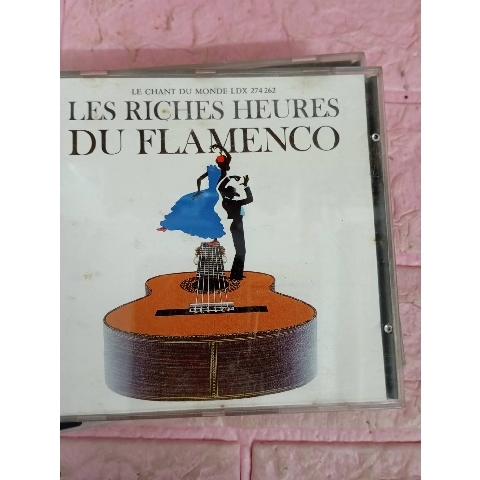 LE CHANT DU MONDE LDX 274 262
LES RICHES HEURES
DU FLAMENCO